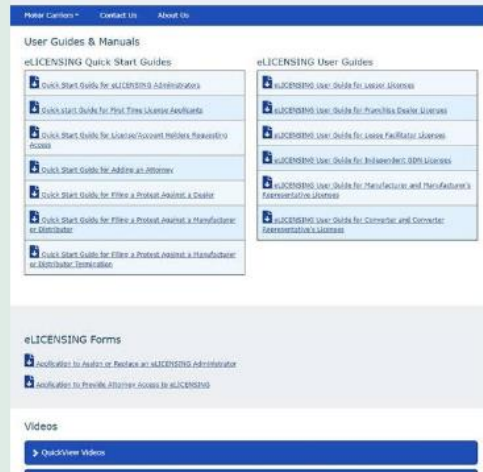 Motor Carriers
Contact Us
About Us
User Guides & Manuals
eLICENSING Quick Start Guides
Quick Start Guide for eLICENSING Administrators
Quick start Guide for First Time License Applicants
Quick Start Guide for License/Account Holders Requesting
Access
Quick Start Guide for Adding an Attorney
Quick Start Guide for Filing a Protest Against a Dealer
Quick Start Guide for Filing a Protest Against a Manufacturer
or Distributor
Quick Start Guide for Filing a Protest Against a Manufacturer
or Distributor Termination
eLICENSING User Guides
eLICENSING User Guide for Lessor Licenses
eLICENSING User Guide for Franchise Dealer Licenses
eLICENSING User Guide for Lease Facilitator Licenses
eLICENSING User Guide for Independent GDN Licenses
eLICENSING User Guide for Manufacturer and Manufacturer's
Representative Licenses
eLICENSING User Guide for Converter and Converter
Representative's Licenses
eLICENSING Forms
Application to Assign or Replace an eLICENSING Administrator
Application to Provide Attorney Access to eLICENSING
Videos
QuickView Videos